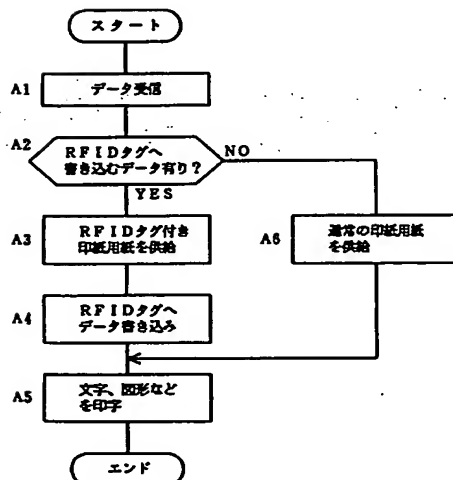 スタート
A1
データ受信
A2
RFIDタグへ
書き込むデータ有り？
NO
YES
A3
RFIDタグ付き
印紙用紙を供給
A6
通常の印紙用紙
を供給
A4
RFIDタグへ
データ書き込み
A5
文字、図形など
を印字
エンド